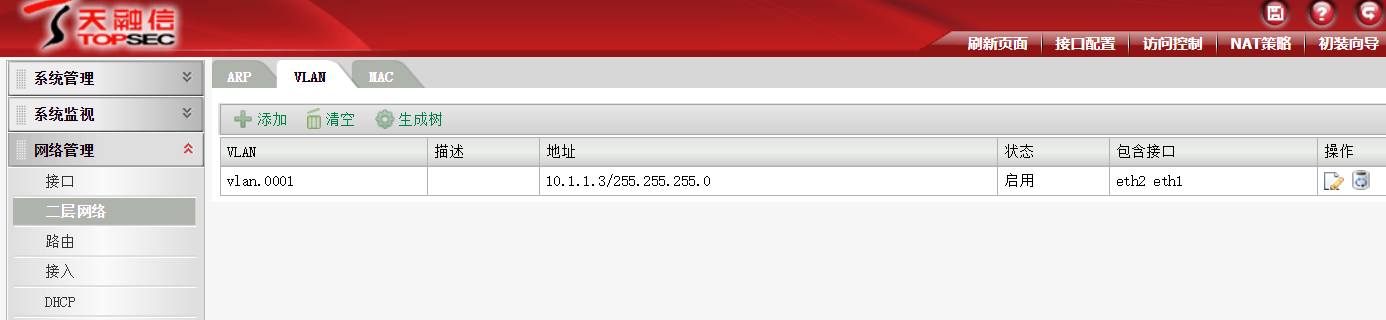 天融信
TOPSEC
刷新页面 接口配置 访问控制 NAT策略 初装向导
系统管理
系统监视
网络管理
接口
二层网络
路由
接入
DHCP
ARP VLAN MAC
添加 清空 生成树
VLAN 描述 地址 状态 包含接口 操作
vlan.0001 10.1.1.3/255.255.255.0 启用 eth2 eth1